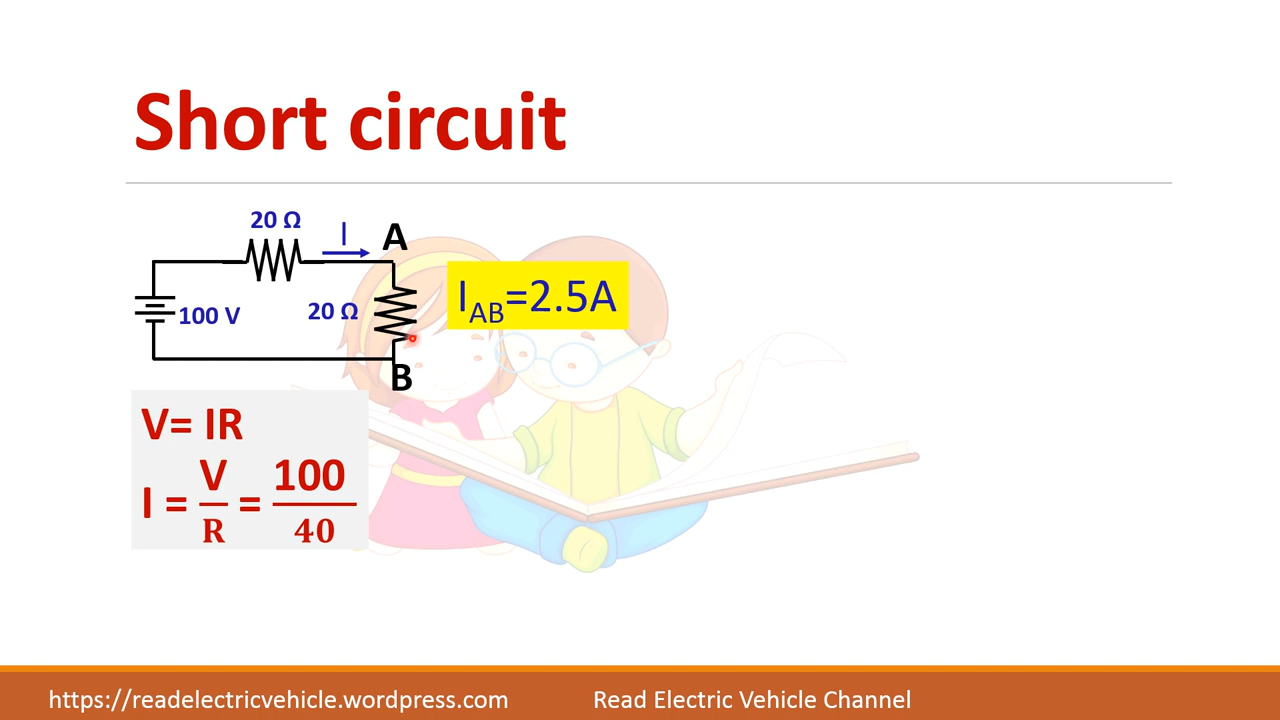 Short circuit
20 Ω
I
A
100 V
20 Ω
B
I_AB=2.5A
V= IR
I = V/R = 100/40
https://readelectricvehicle.wordpress.com
Read Electric Vehicle Channel